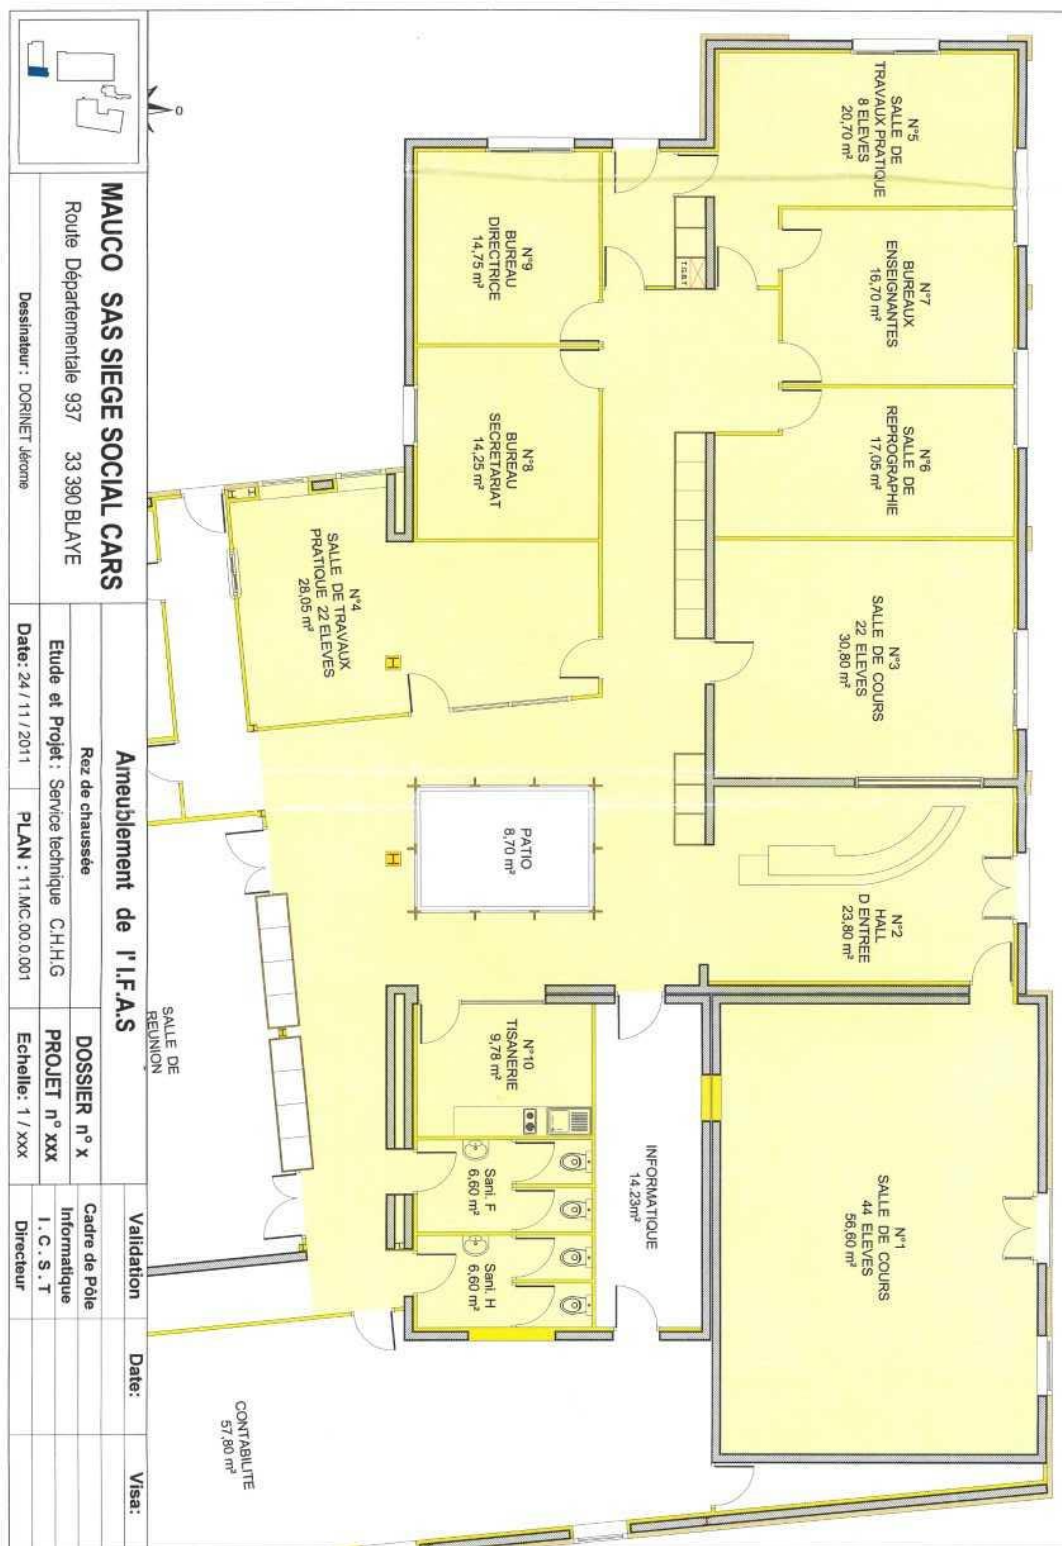 N°5
SALLE DE
TRAVAUX PRATIQUE
8 ELEVES
20,70 m²
N°7
BUREAUX
ENSEIGNANTES
16,70 m²
N°6
SALLE DE
REPROGRAPHIE
17,05 m²
N°3
SALLE DE COURS
22 ELEVES
30,80 m²
N°2
HALL
D ENTREE
23,80 m²
N°1
SALLE DE COURS
44 ELEVES
56,60 m²
T.G.B.T
N°9
BUREAU
DIRECTRICE
14,75 m²
N°8
BUREAU
SECRETARIAT
14,25 m²
N°4
SALLE DE TRAVAUX
PRATIQUE 22 ELEVES
28,05 m²
PATIO
8,70 m²
N°10
TISANERIE
9,78 m²
Sani. F
6,60 m²
Sani. H
6,60 m²
INFORMATIQUE
14.23m²
SALLE DE
REUNION
CONTABILITE
57,80 m²
O
MAUCO SAS SIEGE SOCIAL CARS
Route Départementale 937 33 390 BLAYE
Dessinateur : DORINET Jérome
Ameublement de l' I.F.A.S
Rez de chaussée
Etude et Projet : Service technique C.H.H.G
Date: 24 / 11 / 2011
PLAN : 11.MC.00.0.001
DOSSIER n° x
PROJET n° xxx
Echelle: 1 / xxx
Validation
Date:
Visa:
Cadre de Pôle
Informatique
I . C . S . T
Directeur